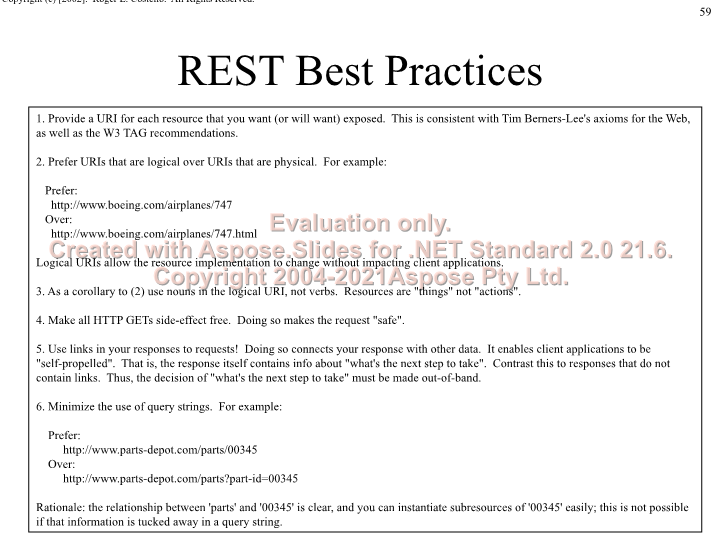 Copyright (c) [2002].  Roger L. Costello.  All Rights Reserved.
59
REST Best Practices
1. Provide a URI for each resource that you want (or will want) exposed.  This is consistent with Tim Berners-Lee's axioms for the Web,
as well as the W3 TAG recommendations.
2. Prefer URIs that are logical over URIs that are physical.  For example:
Prefer:
http://www.boeing.com/airplanes/747
Over:
http://www.boeing.com/airplanes/747.html
Evaluation only.
Created with Aspose.Slides for .NET Standard 2.0 21.6.
Copyright 2004-2021Aspose Pty Ltd.
Logical URIs allow the resource implementation to change without impacting client applications.
3. As a corollary to (2) use nouns in the logical URI, not verbs.  Resources are "things" not "actions".
4. Make all HTTP GETs side-effect free.  Doing so makes the request "safe".
5. Use links in your responses to requests!  Doing so connects your response with other data.  It enables client applications to be
"self-propelled".  That is, the response itself contains info about "what's the next step to take".  Contrast this to responses that do not
contain links.  Thus, the decision of "what's the next step to take" must be made out-of-band.
6. Minimize the use of query strings.  For example:
Prefer:
http://www.parts-depot.com/parts/00345
Over:
http://www.parts-depot.com/parts?part-id=00345
Rationale: the relationship between 'parts' and '00345' is clear, and you can instantiate subresources of '00345' easily; this is not possible
if that information is tucked away in a query string.